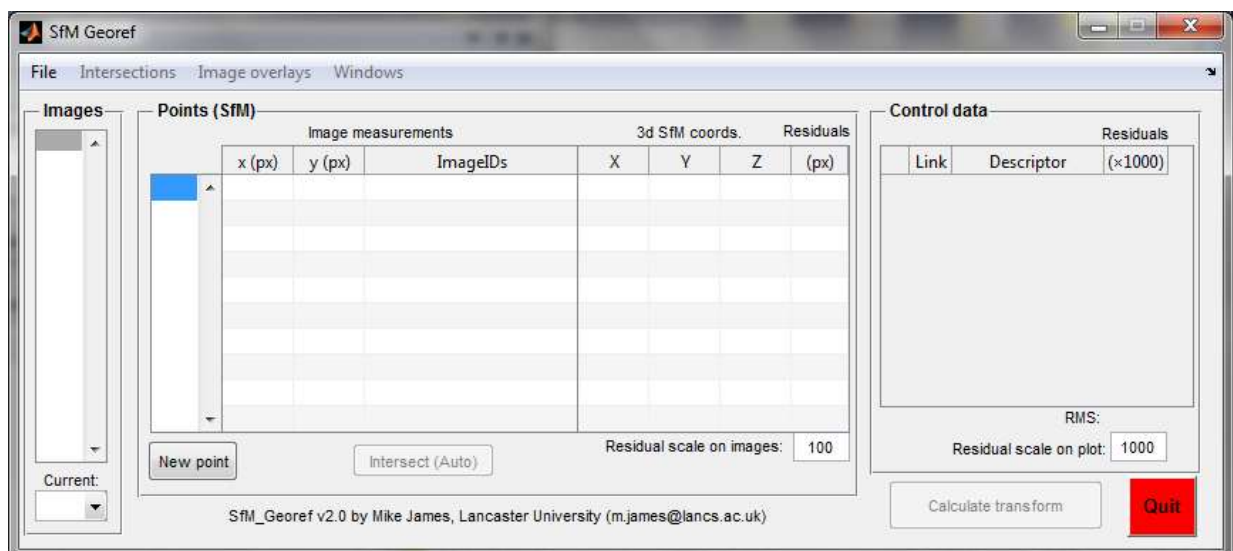 SfM Georef
X
File Intersections Image overlays Windows
Images
Current:
Points (SfM)
Image measurements 3d SfM coords. Residuals
x (px) y (px) ImageIDs X Y Z (px)
New point
Intersect (Auto)
Residual scale on images: 100
Control data
Residuals
Link Descriptor (×1000)
RMS:
Residual scale on plot: 1000
Calculate transform
Quit
SfM_Georef v2.0 by Mike James, Lancaster University (m.james@lancs.ac.uk)